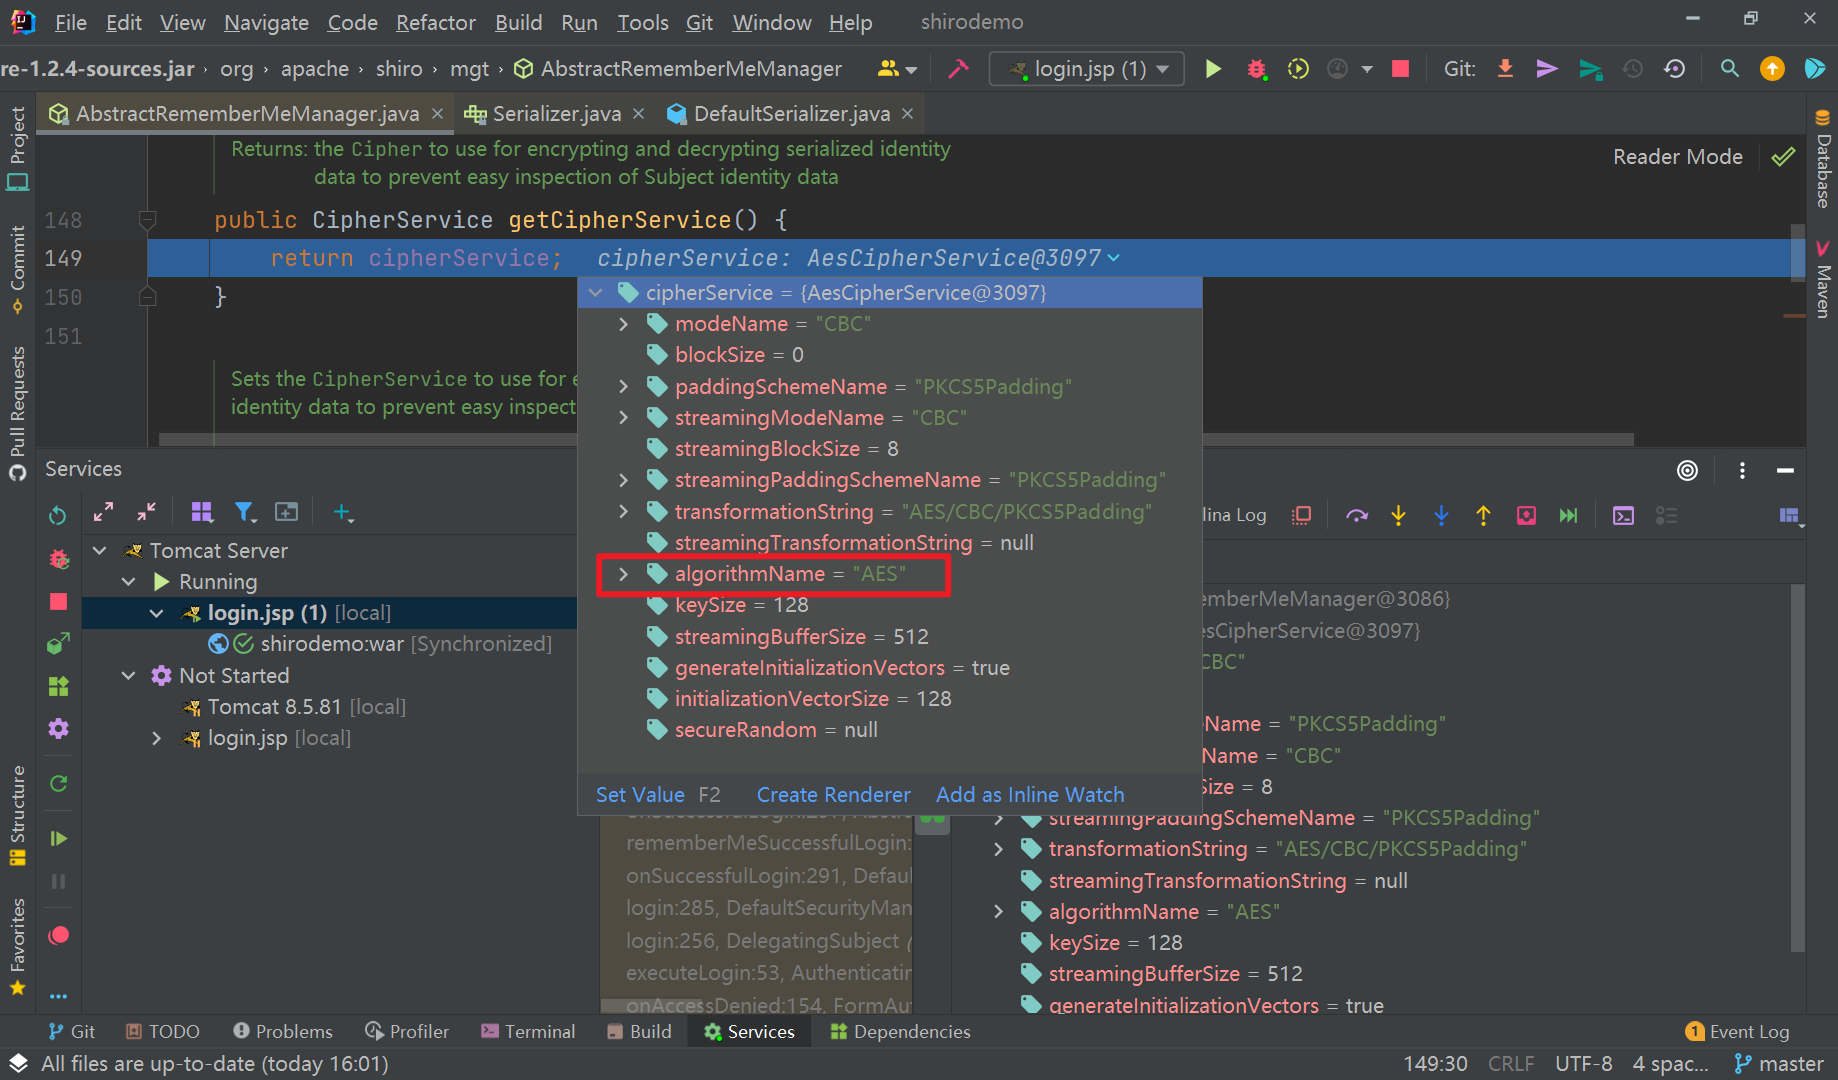 File Edit View Navigate Code Refactor Build Run Tools Git Window Help shirodemo
re-1.2.4-sources.jar › org › apache › shiro › mgt › AbstractRememberMeManager login.jsp (1) Git:
AbstractRememberMeManager.java Serializer.java DefaultSerializer.java
Project
Commit
Pull Requests
Structure
Favorites
Database
Maven
Returns: the Cipher to use for encrypting and decrypting serialized identity
data to prevent easy inspection of Subject identity data
Reader Mode
148 public CipherService getCipherService() {
149 return cipherService; cipherService: AesCipherService@3097
150 }
151
Sets the CipherService to use for e
identity data to prevent easy inspect
cipherService = {AesCipherService@3097}
modeName = "CBC"
blockSize = 0
paddingSchemeName = "PKCS5Padding"
streamingModeName = "CBC"
streamingBlockSize = 8
streamingPaddingSchemeName = "PKCS5Padding"
transformationString = "AES/CBC/PKCS5Padding"
streamingTransformationString = null
algorithmName = "AES"
keySize = 128
streamingBufferSize = 512
generateInitializationVectors = true
initializationVectorSize = 128
secureRandom = null
Set Value F2 Create Renderer Add as Inline Watch
Services
Tomcat Server
Running
login.jsp (1) [local]
shirodemo:war [Synchronized]
Not Started
Tomcat 8.5.81 [local]
login.jsp [local]
rememberMeSuccessfulLogin:
onSuccessfulLogin:291, Defaul
login:285, DefaultSecurityMan
login:256, DelegatingSubject (
executeLogin:53, Authenticatin
onAccessDenied:154, FormAut
lina Log
emberMeManager@3086}
esCipherService@3097}
CBC"
eName = "PKCS5Padding"
Name = "CBC"
Size = 8
streamingPaddingSchemeName = "PKCS5Padding"
transformationString = "AES/CBC/PKCS5Padding"
streamingTransformationString = null
algorithmName = "AES"
keySize = 128
streamingBufferSize = 512
generateInitializationVectors = true
Git TODO Problems Profiler Terminal Build Services Dependencies 1 Event Log
All files are up-to-date (today 16:01) 149:30 CRLF UTF-8 4 spac... master